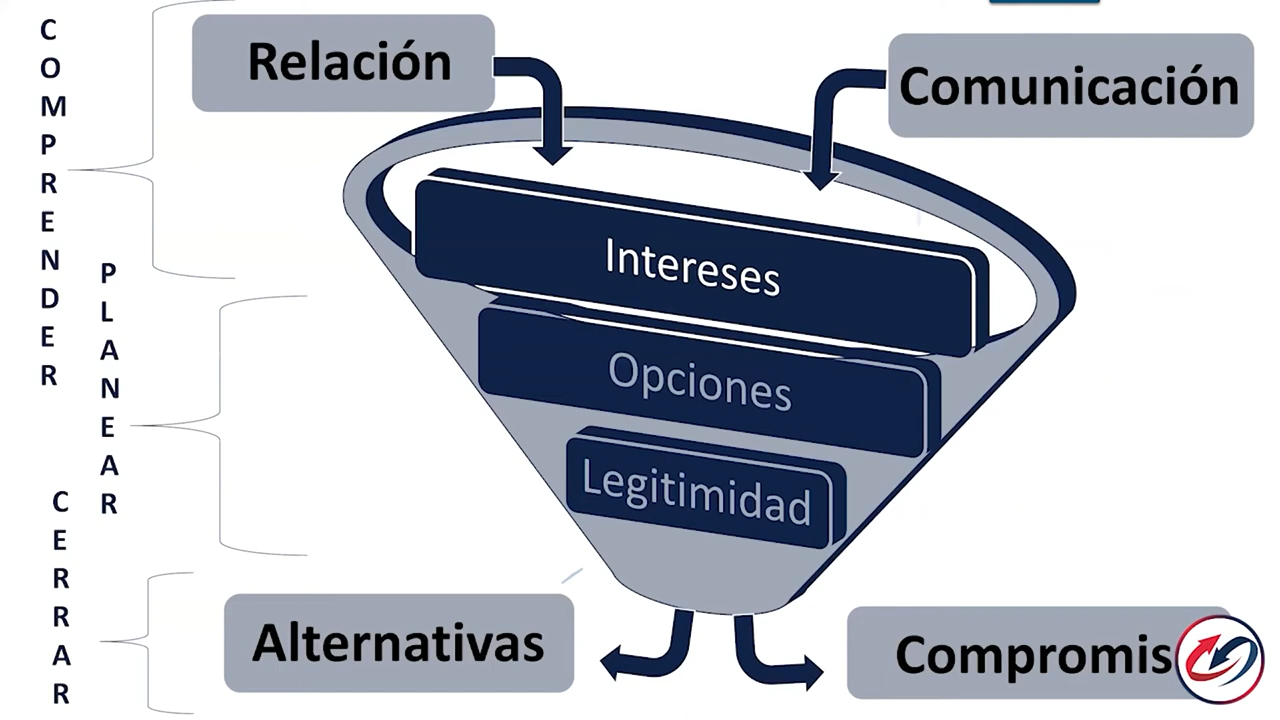 COMPRENDER
Relación
Comunicación
Intereses
PLANEAR
Opciones
Legitimidad
CERRAR
Alternativas
Compromis